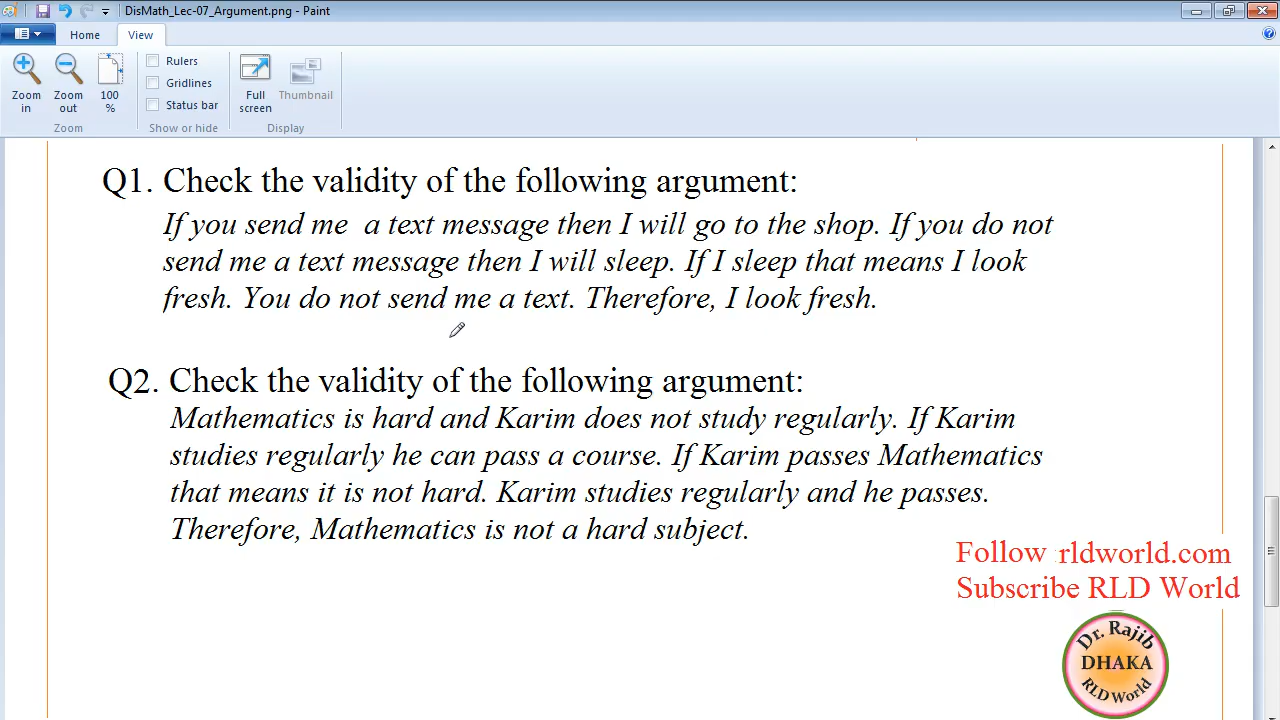 DisMath_Lec-07_Argument.png - Paint
Home View
Rulers
Gridlines
Status bar
Zoom in
Zoom out
100 %
Full screen
Thumbnail
Zoom Show or hide Display
Q1. Check the validity of the following argument:
If you send me a text message then I will go to the shop. If you do not
send me a text message then I will sleep. If I sleep that means I look
fresh. You do not send me a text. Therefore, I look fresh.
Q2. Check the validity of the following argument:
Mathematics is hard and Karim does not study regularly. If Karim
studies regularly he can pass a course. If Karim passes Mathematics
that means it is not hard. Karim studies regularly and he passes.
Therefore, Mathematics is not a hard subject.
Follow rldworld.com
Subscribe RLD World
Dr. Rajib
DHAKA
RLD World